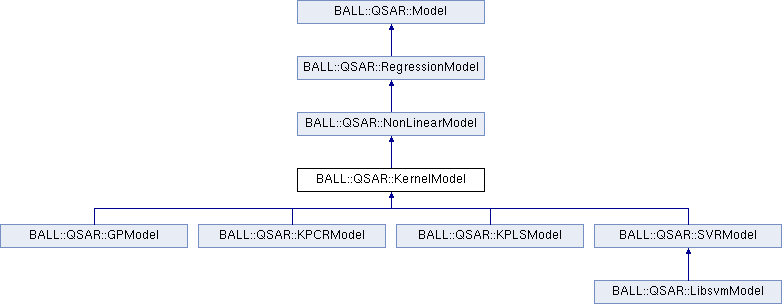 BALL::QSAR::Model
BALL::QSAR::RegressionModel
BALL::QSAR::NonLinearModel
BALL::QSAR::KernelModel
BALL::QSAR::GPModel
BALL::QSAR::KPCRModel
BALL::QSAR::KPLSModel
BALL::QSAR::SVRModel
BALL::QSAR::LibsvmModel